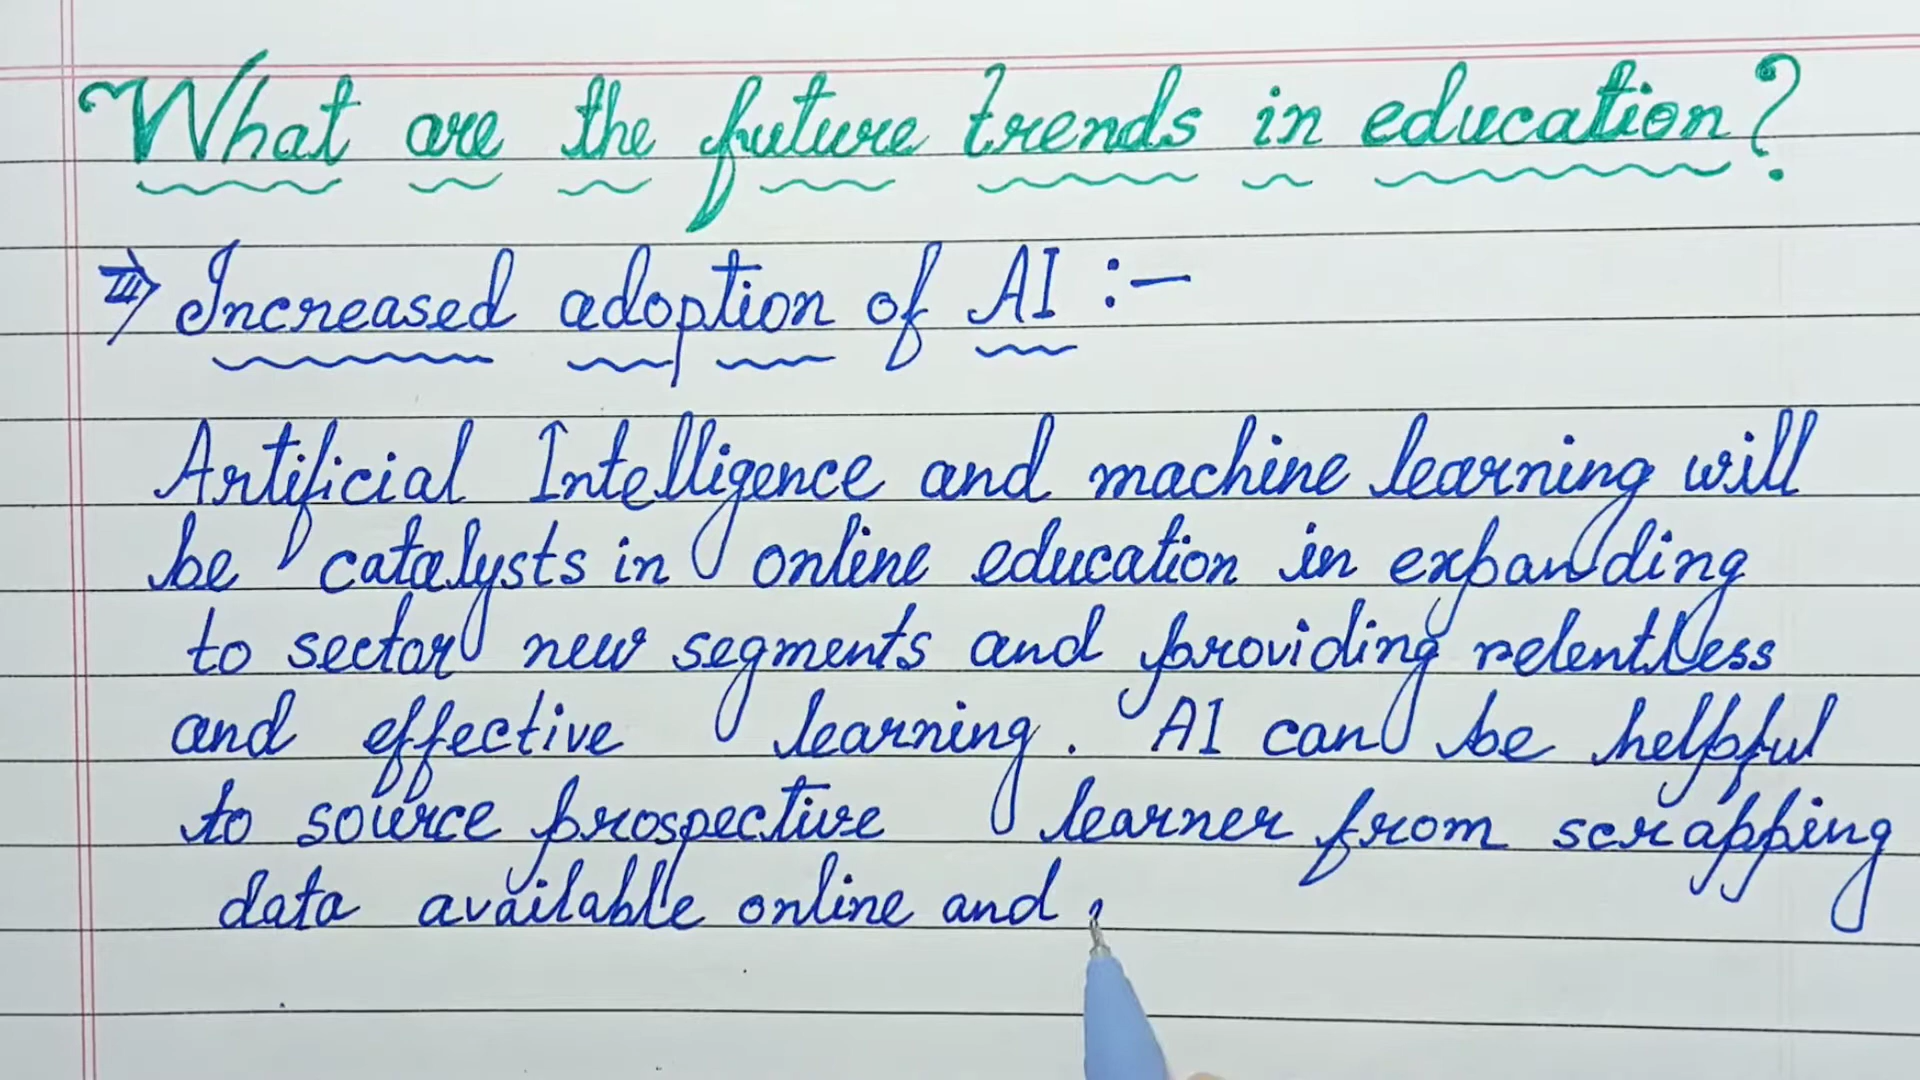 What are the future trends in education?
⇒ Increased adoption of AI :-
Artificial Intelligence and machine learning will
be catalysts in online education in expanding
to sector new segments and providing relentless
and effective learning. AI can be helpful
to source prospective learner from scrapping
data available online and